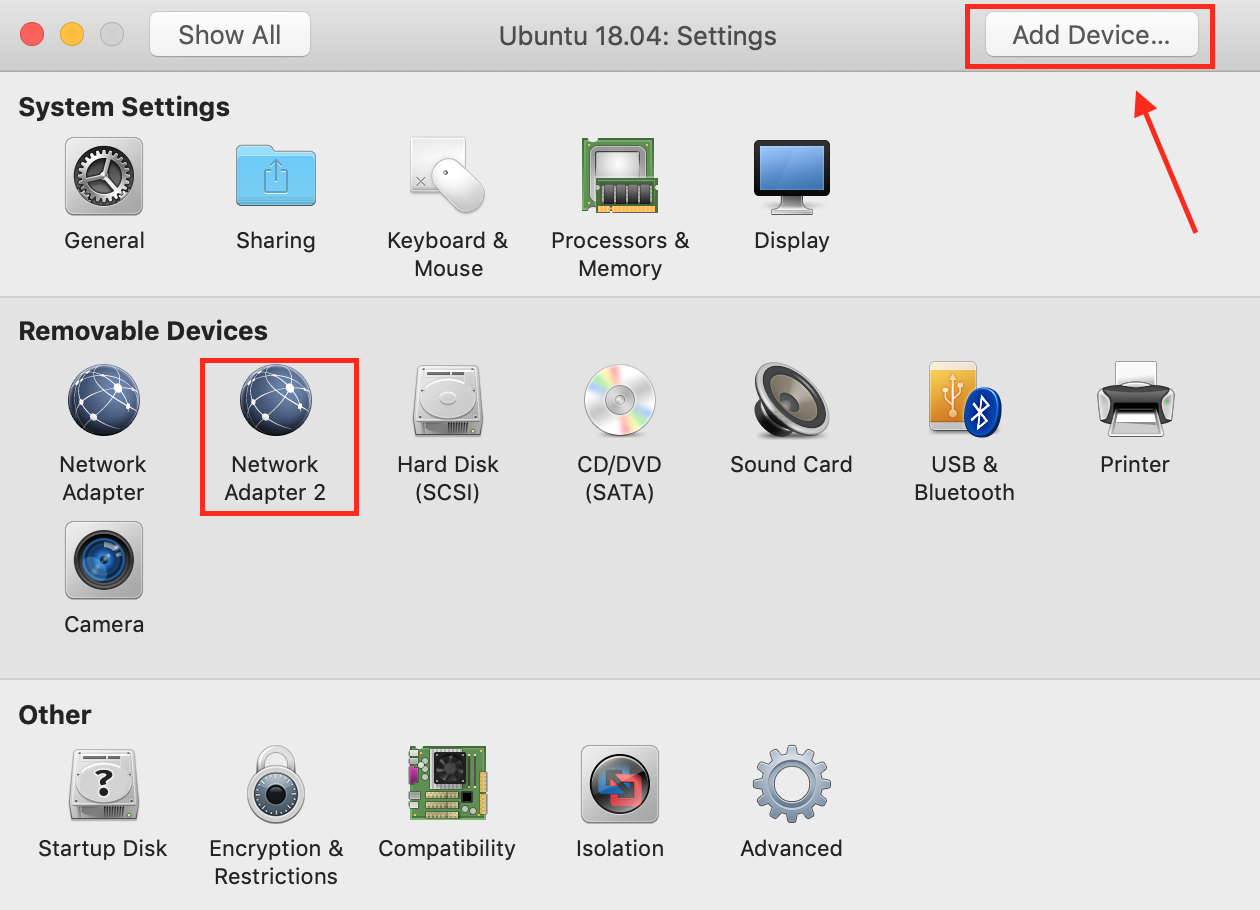 Show All
Ubuntu 18.04: Settings
Add Device...
System Settings
General
Sharing
Keyboard &
Mouse
Processors &
Memory
Display
Removable Devices
Network
Adapter
Network
Adapter 2
Hard Disk
(SCSI)
CD/DVD
(SATA)
Sound Card
USB &
Bluetooth
Printer
Camera
Other
?
Startup Disk
Encryption &
Restrictions
Compatibility
Isolation
Advanced